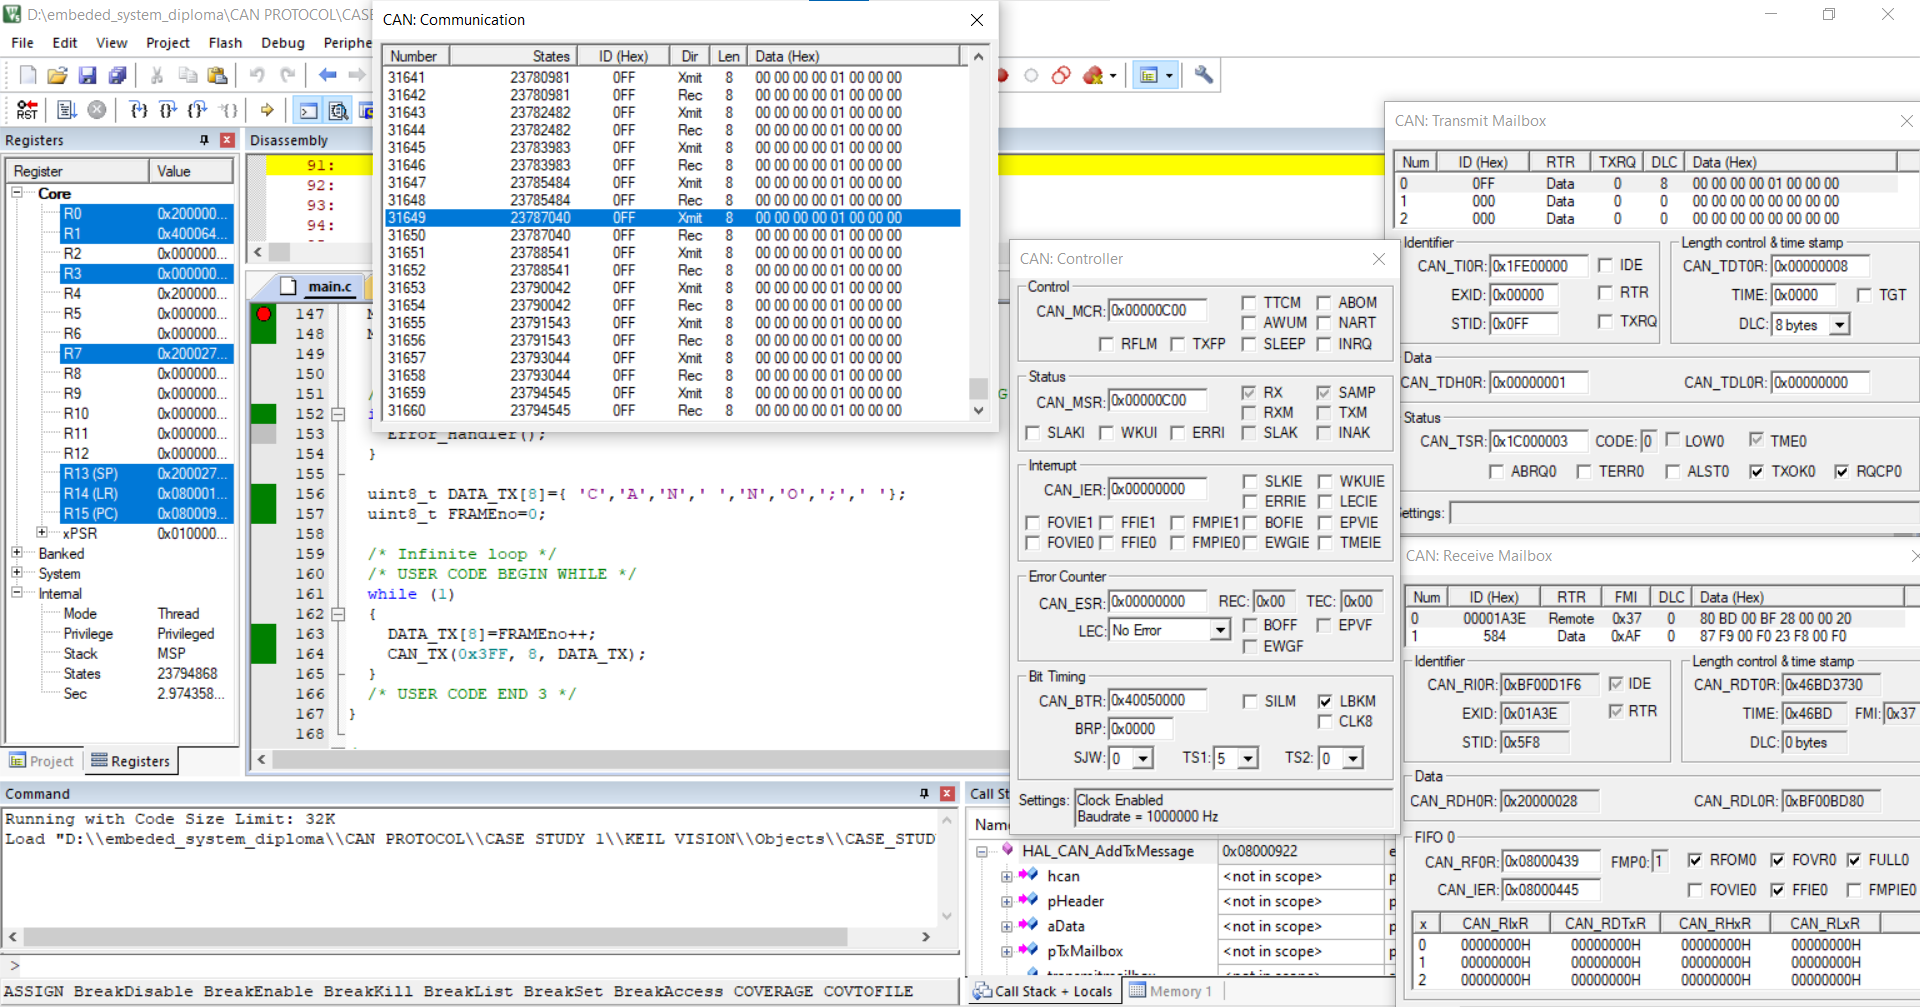 D:\embeded_system_diploma\CAN PROTOCOL\CASE
File Edit View Project Flash Debug Periphe
Registers
Register Value
Core
R0 0x200000...
R1 0x400064...
R2 0x000000...
R3 0x000000...
R4 0x200000...
R5 0x000000...
R6 0x000000...
R7 0x200027...
R8 0x000000...
R9 0x000000...
R10 0x000000...
R11 0x000000...
R12 0x000000...
R13 (SP) 0x200027...
R14 (LR) 0x080001...
R15 (PC) 0x080009...
xPSR 0x010000...
Banked
System
Internal
Mode Thread
Privilege Privileged
Stack MSP
States 23794868
Sec 2.974358...
Project Registers
Disassembly
91:
92:
93:
94:
CAN: Communication
Number States ID (Hex) Dir Len Data (Hex)
31641 23780981 0FF Xmit 8 00 00 00 00 01 00 00 00
31642 23780981 0FF Rec 8 00 00 00 00 01 00 00 00
31643 23782482 0FF Xmit 8 00 00 00 00 01 00 00 00
31644 23782482 0FF Rec 8 00 00 00 00 01 00 00 00
31645 23783983 0FF Xmit 8 00 00 00 00 01 00 00 00
31646 23783983 0FF Rec 8 00 00 00 00 01 00 00 00
31647 23785484 0FF Xmit 8 00 00 00 00 01 00 00 00
31648 23785484 0FF Rec 8 00 00 00 00 01 00 00 00
31649 23787040 0FF Xmit 8 00 00 00 00 01 00 00 00
31650 23787040 0FF Rec 8 00 00 00 00 01 00 00 00
31651 23788541 0FF Xmit 8 00 00 00 00 01 00 00 00
31652 23788541 0FF Rec 8 00 00 00 00 01 00 00 00
31653 23790042 0FF Xmit 8 00 00 00 00 01 00 00 00
31654 23790042 0FF Rec 8 00 00 00 00 01 00 00 00
31655 23791543 0FF Xmit 8 00 00 00 00 01 00 00 00
31656 23791543 0FF Rec 8 00 00 00 00 01 00 00 00
31657 23793044 0FF Xmit 8 00 00 00 00 01 00 00 00
31658 23793044 0FF Rec 8 00 00 00 00 01 00 00 00
31659 23794545 0FF Xmit 8 00 00 00 00 01 00 00 00
31660 23794545 0FF Rec 8 00 00 00 00 01 00 00 00
main.c
147
148
149
150
151
152
153 Error_Handler();
154 }
155
156 uint8_t DATA_TX[8]={ 'C','A','N',' ','N','O',';',' '};
157 uint8_t FRAMEno=0;
158
159 /* Infinite loop */
160 /* USER CODE BEGIN WHILE */
161 while (1)
162 {
163 DATA_TX[8]=FRAMEno++;
164 CAN_TX(0x3FF, 8, DATA_TX);
165 }
166 /* USER CODE END 3 */
167 }
168
CAN: Controller
Control
CAN_MCR: 0x00000C00 TTCM ABOM
AWUM NART
RFLM TXFP SLEEP INRQ
Status
CAN_MSR: 0x00000C00 RX SAMP
RXM TXM
SLAKI WKUI ERRI SLAK INAK
Interrupt
CAN_IER: 0x00000000 SLKIE WKUIE
ERRIE LECIE
FOVIE1 FFIE1 FMPIE1 BOFIE EPVIE
FOVIE0 FFIE0 FMPIE0 EWGIE TMEIE
Error Counter
CAN_ESR: 0x00000000 REC: 0x00 TEC: 0x00
LEC: No Error BOFF EPVF
EWGF
Bit Timing
CAN_BTR: 0x40050000 SILM LBKM
BRP: 0x0000 CLK8
SJW: 0 TS1: 5 TS2: 0
Settings: Clock Enabled
Baudrate = 1000000 Hz
CAN: Transmit Mailbox
Num ID (Hex) RTR TXRQ DLC Data (Hex)
0 0FF Data 0 8 00 00 00 00 01 00 00 00
1 000 Data 0 0 00 00 00 00 00 00 00 00
2 000 Data 0 0 00 00 00 00 00 00 00 00
Identifier
CAN_TI0R: 0x1FE00000 IDE
EXID: 0x00000 RTR
STID: 0x0FF TXRQ
Length control & time stamp
CAN_TDT0R: 0x00000008
TIME: 0x0000 TGT
DLC: 8 bytes
Data
CAN_TDH0R: 0x00000001 CAN_TDL0R: 0x00000000
Status
CAN_TSR: 0x1C000003 CODE: 0 LOW0 TME0
ABRQ0 TERR0 ALST0 TXOK0 RQCP0
ettings:
CAN: Receive Mailbox
Num ID (Hex) RTR FMI DLC Data (Hex)
0 00001A3E Remote 0x37 0 80 BD 00 BF 28 00 00 20
1 584 Data 0xAF 0 87 F9 00 F0 23 F8 00 F0
Identifier
CAN_RI0R: 0xBF00D1F6 IDE
EXID: 0x01A3E RTR
STID: 0x5F8
Length control & time stamp
CAN_RDT0R: 0x46BD3730
TIME: 0x46BD FMI: 0x37
DLC: 0 bytes
Data
CAN_RDH0R: 0x20000028 CAN_RDL0R: 0xBF00BD80
FIFO 0
CAN_RF0R: 0x08000439 FMP0: 1 RFOM0 FOVR0 FULL0
CAN_IER: 0x08000445 FOVIE0 FFIE0 FMPIE0
x CAN_RIxR CAN_RDTxR CAN_RHxR CAN_RLxR
0 00000000H 00000000H 00000000H 00000000H
1 00000000H 00000000H 00000000H 00000000H
2 00000000H 00000000H 00000000H 00000000H
Command
Running with Code Size Limit: 32K
Load "D:\\embeded_system_diploma\\CAN PROTOCOL\\CASE STUDY 1\\KEIL VISION\\Objects\\CASE_STUD
>
ASSIGN BreakDisable BreakEnable BreakKill BreakList BreakSet BreakAccess COVERAGE COVTOFILE
Call St
Name
HAL_CAN_AddTxMessage 0x08000922
hcan <not in scope>
pHeader <not in scope>
aData <not in scope>
pTxMailbox <not in scope>
Call Stack + Locals Memory 1